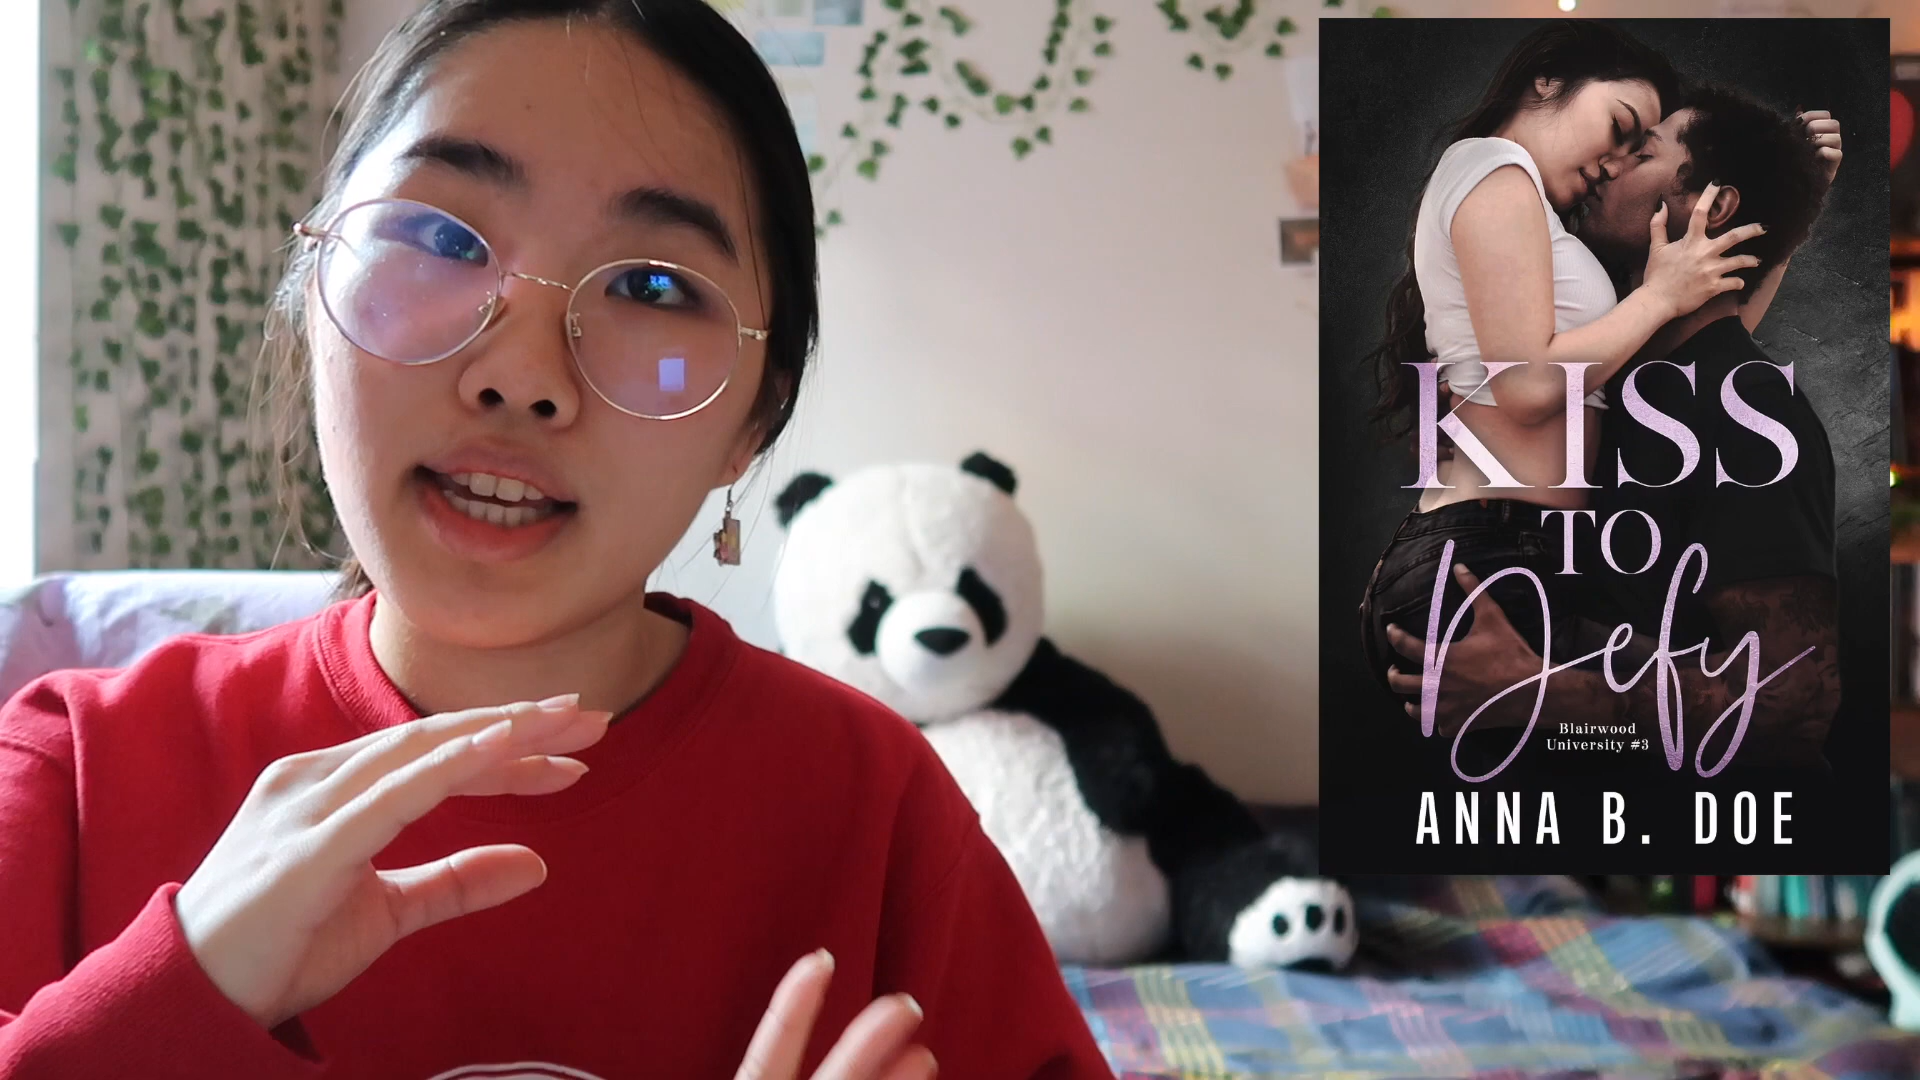 KISS
TO
Defy
Blairwood
University #3
ANNA B. DOE